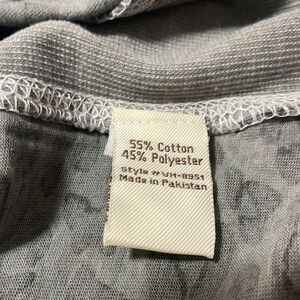 55% Cotton
45% Polyester
Style # VH-8951
Made in Pakistan